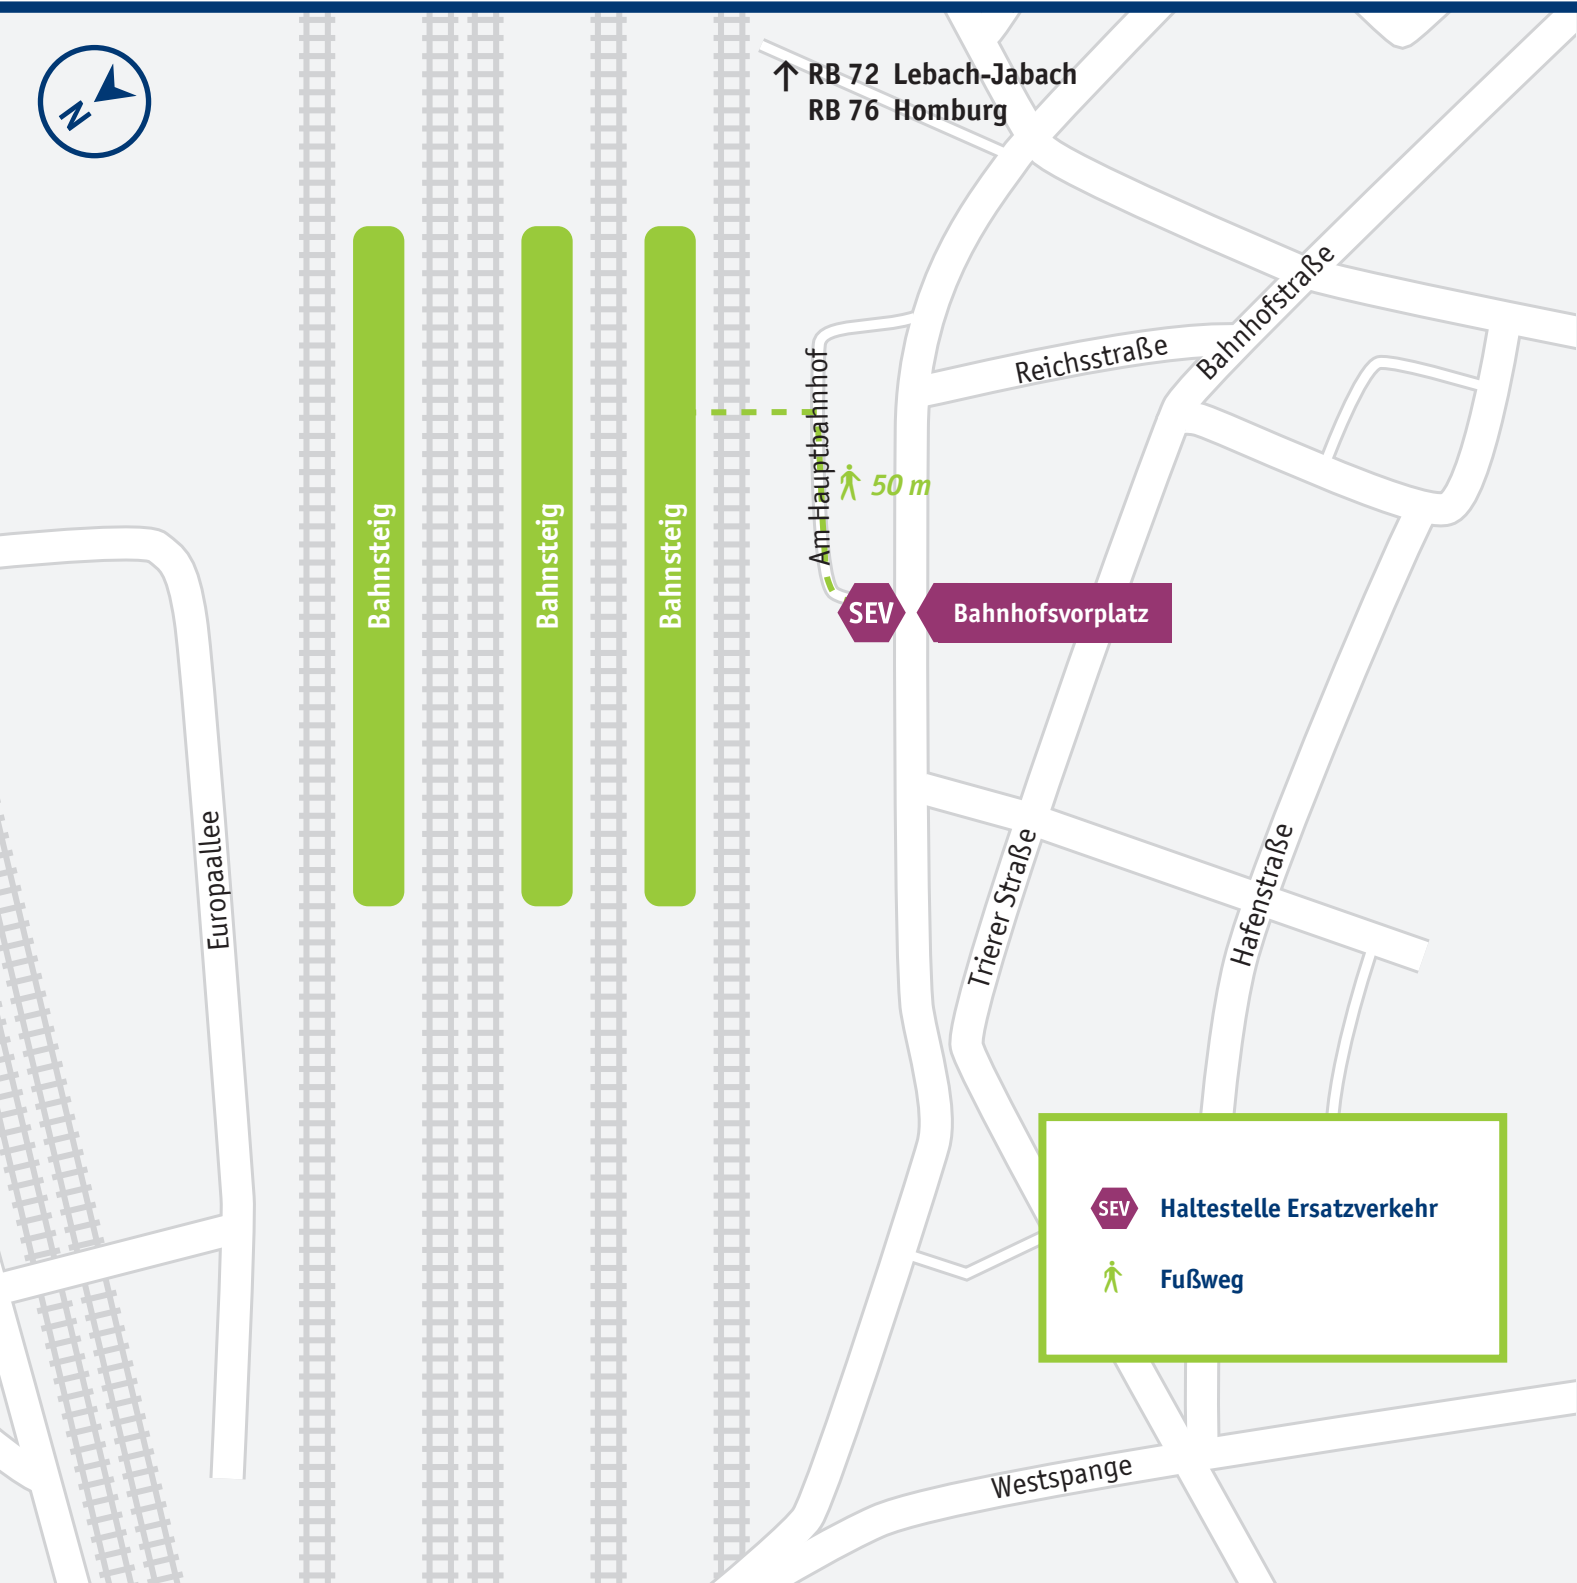 N
↑ RB 72 Lebach-Jabach
RB 76 Homburg
Bahnhofstraße
Reichsstraße
Am Hauptbahnhof
50 m
Bahnsteig
Bahnsteig
Bahnsteig
SEV
Bahnhofsvorplatz
Europaallee
Trierer Straße
Hafenstraße
SEV Haltestelle Ersatzverkehr
Fußweg
Westspange